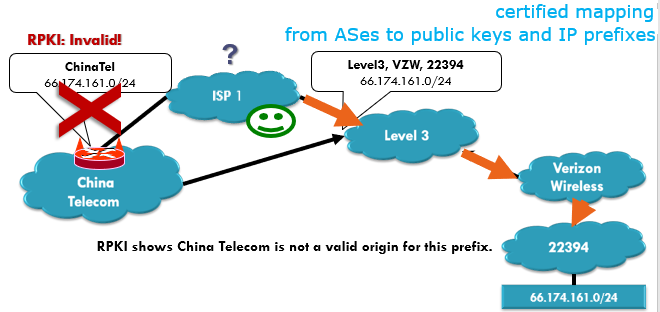 certified mapping
from ASes to public keys and IP prefixes
RPKI: Invalid!
ChinaTel
66.174.161.0/24
?
Level3, VZW, 22394
66.174.161.0/24
ISP 1
Level 3
China
Telecom
Verizon
Wireless
RPKI shows China Telecom is not a valid origin for this prefix.
22394
66.174.161.0/24